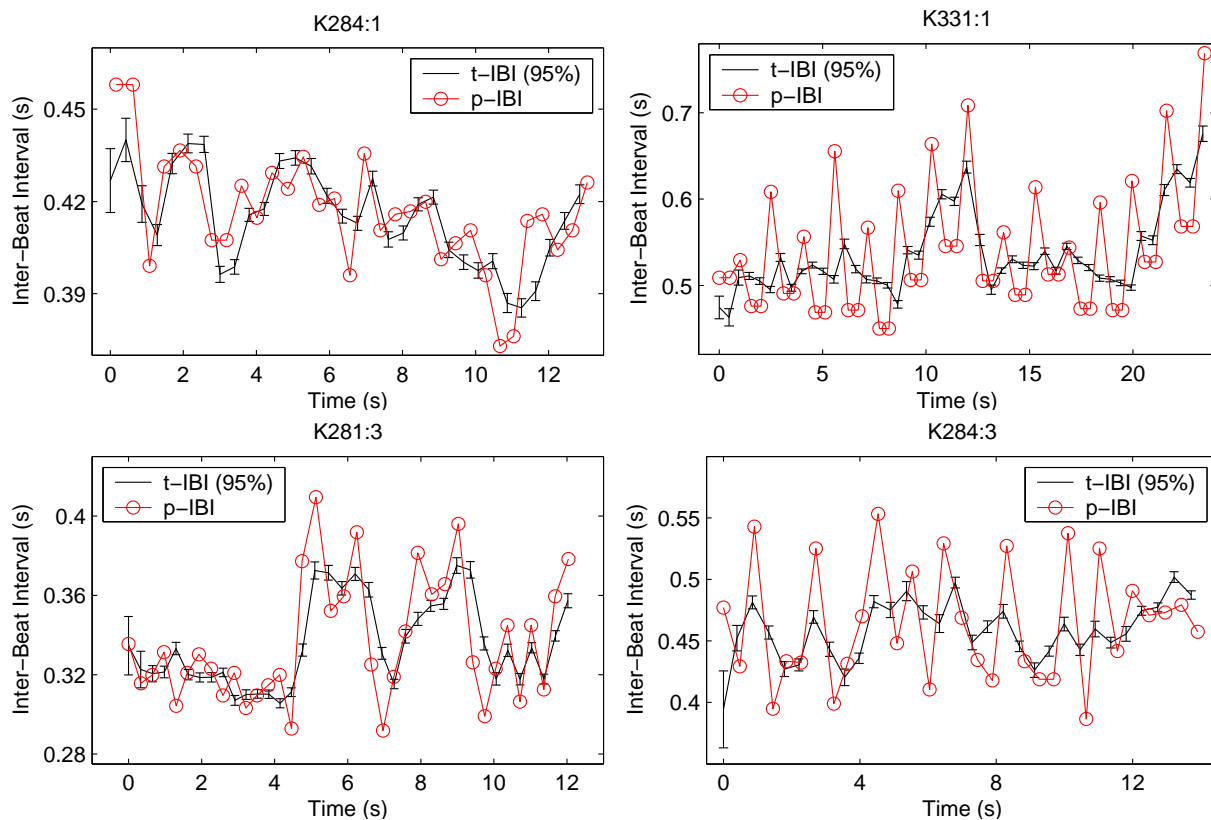 K284:1
Inter-Beat Interval (s)
0.45
0.42
0.39
t-IBI (95%)
p-IBI
0 2 4 6 8 10 12
Time (s)
K331:1
Inter-Beat Interval (s)
0.7
0.6
0.5
t-IBI (95%)
p-IBI
0 5 10 15 20
Time (s)
K281:3
Inter-Beat Interval (s)
0.4
0.36
0.32
0.28
t-IBI (95%)
p-IBI
0 2 4 6 8 10 12
Time (s)
K284:3
Inter-Beat Interval (s)
0.55
0.5
0.45
0.4
t-IBI (95%)
p-IBI
0 4 8 12
Time (s)